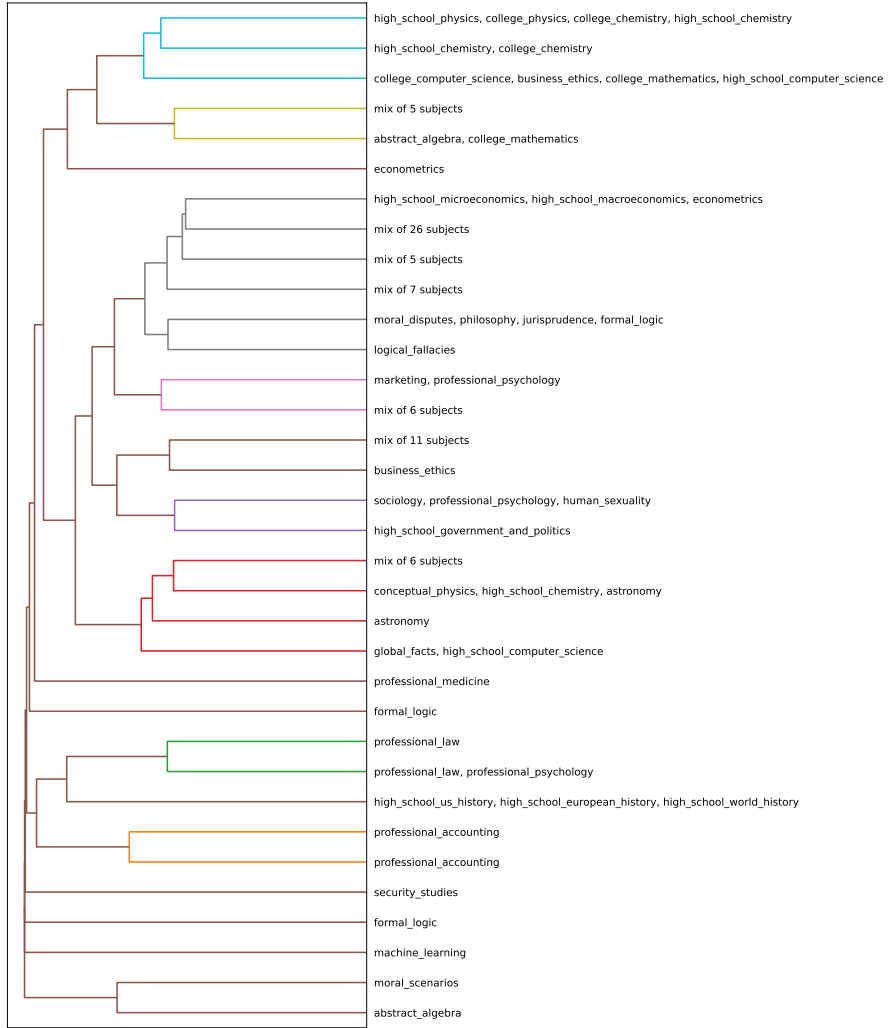 high_school_physics, college_physics, college_chemistry, high_school_chemistry
high_school_chemistry, college_chemistry
college_computer_science, business_ethics, college_mathematics, high_school_computer_science
mix of 5 subjects
abstract_algebra, college_mathematics
econometrics
high_school_microeconomics, high_school_macroeconomics, econometrics
mix of 26 subjects
mix of 5 subjects
mix of 7 subjects
moral_disputes, philosophy, jurisprudence, formal_logic
logical_fallacies
marketing, professional_psychology
mix of 6 subjects
mix of 11 subjects
business_ethics
sociology, professional_psychology, human_sexuality
high_school_government_and_politics
mix of 6 subjects
conceptual_physics, high_school_chemistry, astronomy
astronomy
global_facts, high_school_computer_science
professional_medicine
formal_logic
professional_law
professional_law, professional_psychology
high_school_us_history, high_school_european_history, high_school_world_history
professional_accounting
professional_accounting
security_studies
formal_logic
machine_learning
moral_scenarios
abstract_algebra